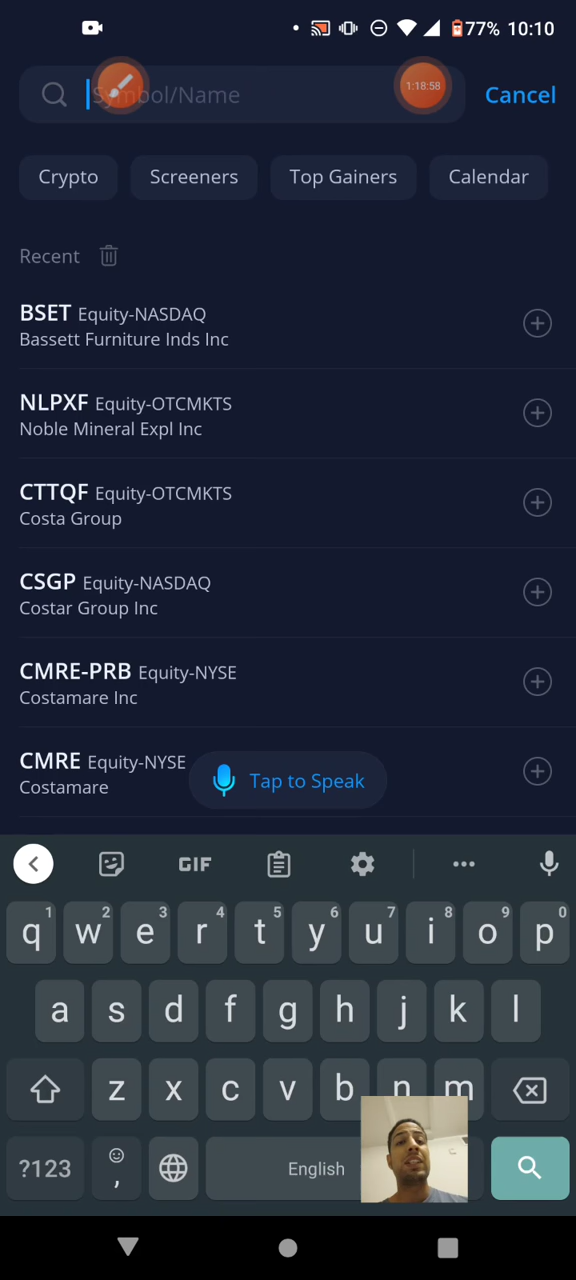 77% 10:10
Symbol/Name 1:18:58 Cancel
Crypto Screeners Top Gainers Calendar
Recent
BSET Equity-NASDAQ
Bassett Furniture Inds Inc
NLPXF Equity-OTCMKTS
Noble Mineral Expl Inc
CTTQF Equity-OTCMKTS
Costa Group
CSGP Equity-NASDAQ
Costar Group Inc
CMRE-PRB Equity-NYSE
Costamare Inc
CMRE Equity-NYSE
Costamare
Tap to Speak
GIF
1 2 3 4 5 6 7 8 9 0
q w e r t y u i o p
a s d f g h j k l
z x c v b n m
?123 , English